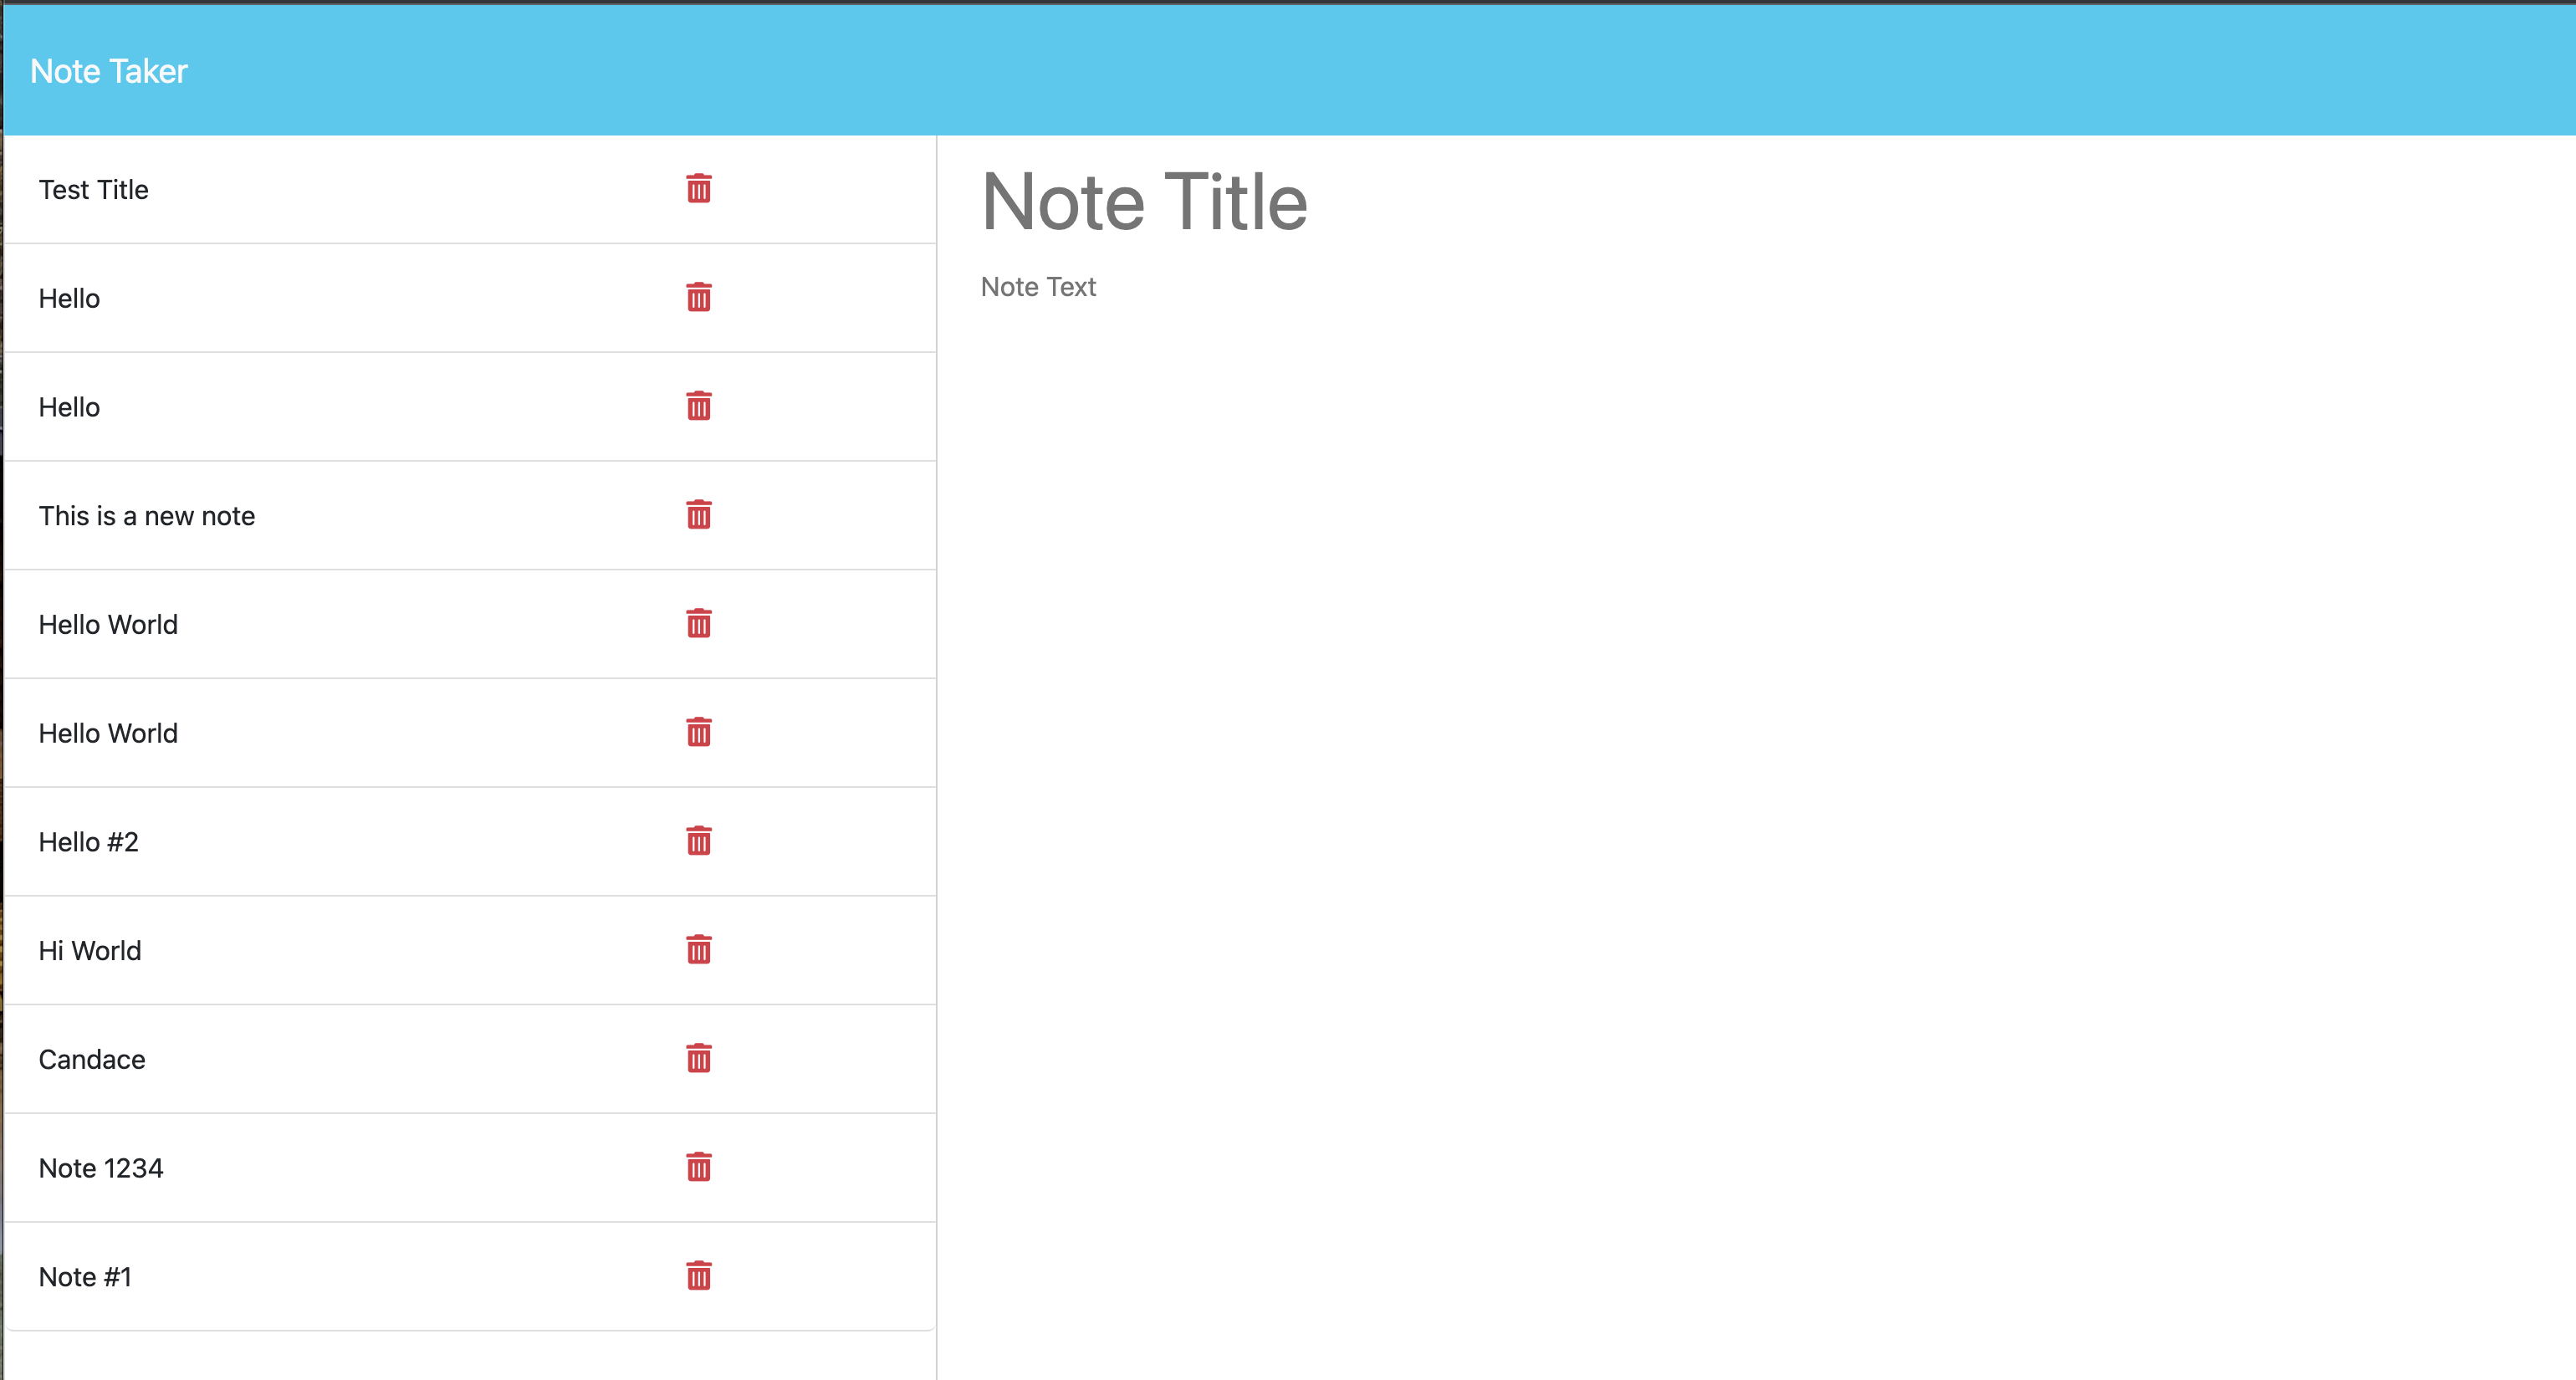 Note Taker
Test Title
Hello
Hello
This is a new note
Hello World
Hello World
Hello #2
Hi World
Candace
Note 1234
Note #1
Note Title
Note Text